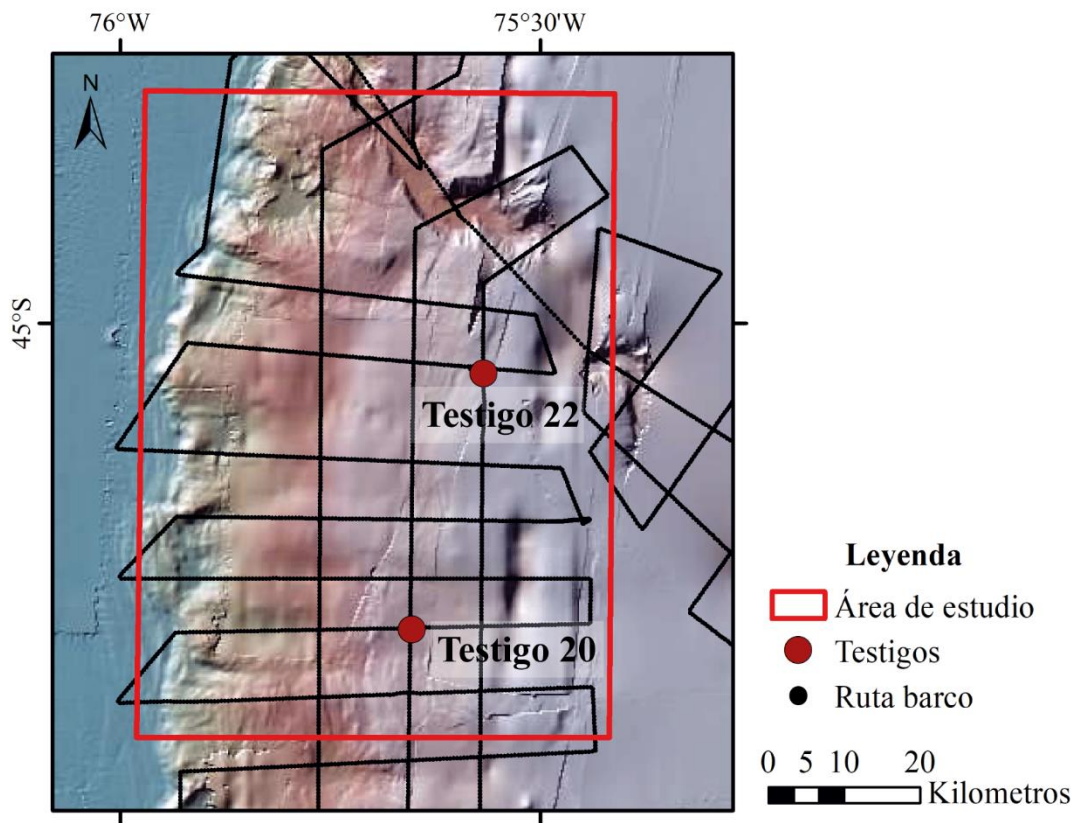 76°W 75°30'W
N
45°S
Testigo 22
Testigo 20
Leyenda
Área de estudio
Testigos
Ruta barco
0 5 10 20
Kilometros